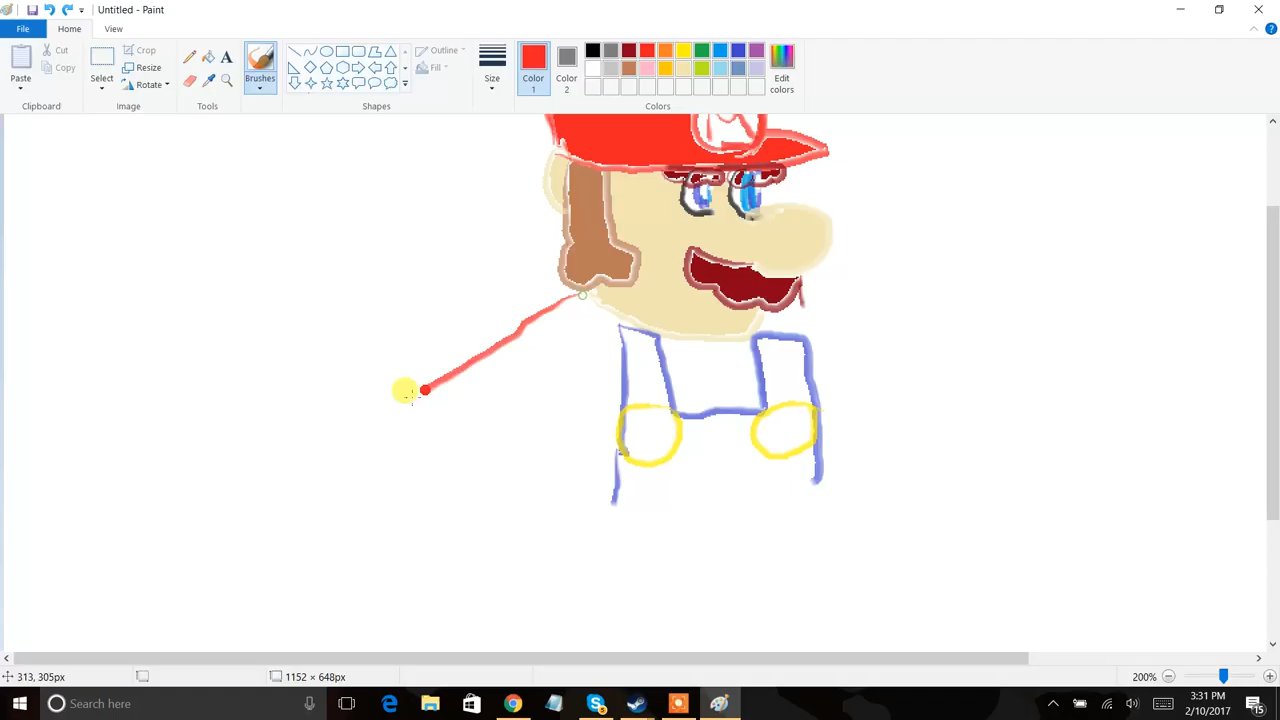 Untitled - Paint
File
Home
View
Paste
Cut
Copy
Clipboard
Select
Crop
Resize
Rotate
Image
Tools
Brushes
Outline
Fill
Shapes
Size
Color 1
Color 2
Edit colors
Colors
M
313, 305px
1152 × 648px
200%
Search here
3:31 PM
2/10/2017
15